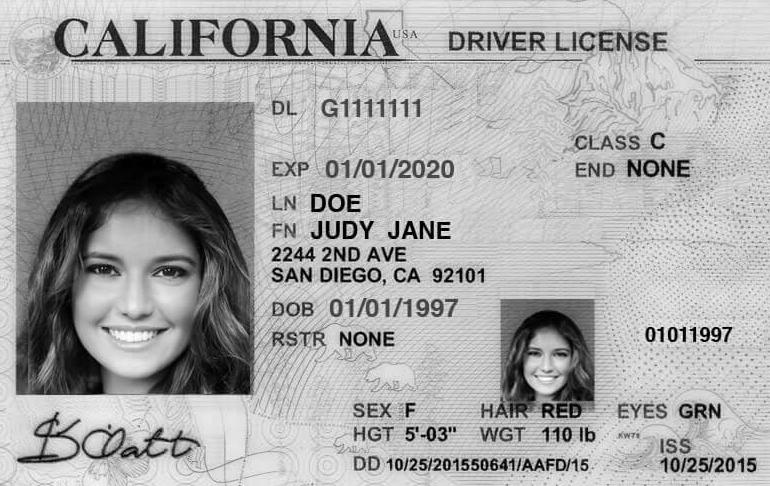 CALIFORNIA USA DRIVER LICENSE
DL G1111111
CLASS C
EXP 01/01/2020
END NONE
LN DOE
FN JUDY JANE
2244 2ND AVE
SAN DIEGO, CA 92101
DOB 01/01/1997
RSTR NONE
01011997
SEX F HAIR RED EYES GRN
HGT 5'-03" WGT 110 lb
ISS
DD 10/25/201550641/AAFD/15
10/25/2015